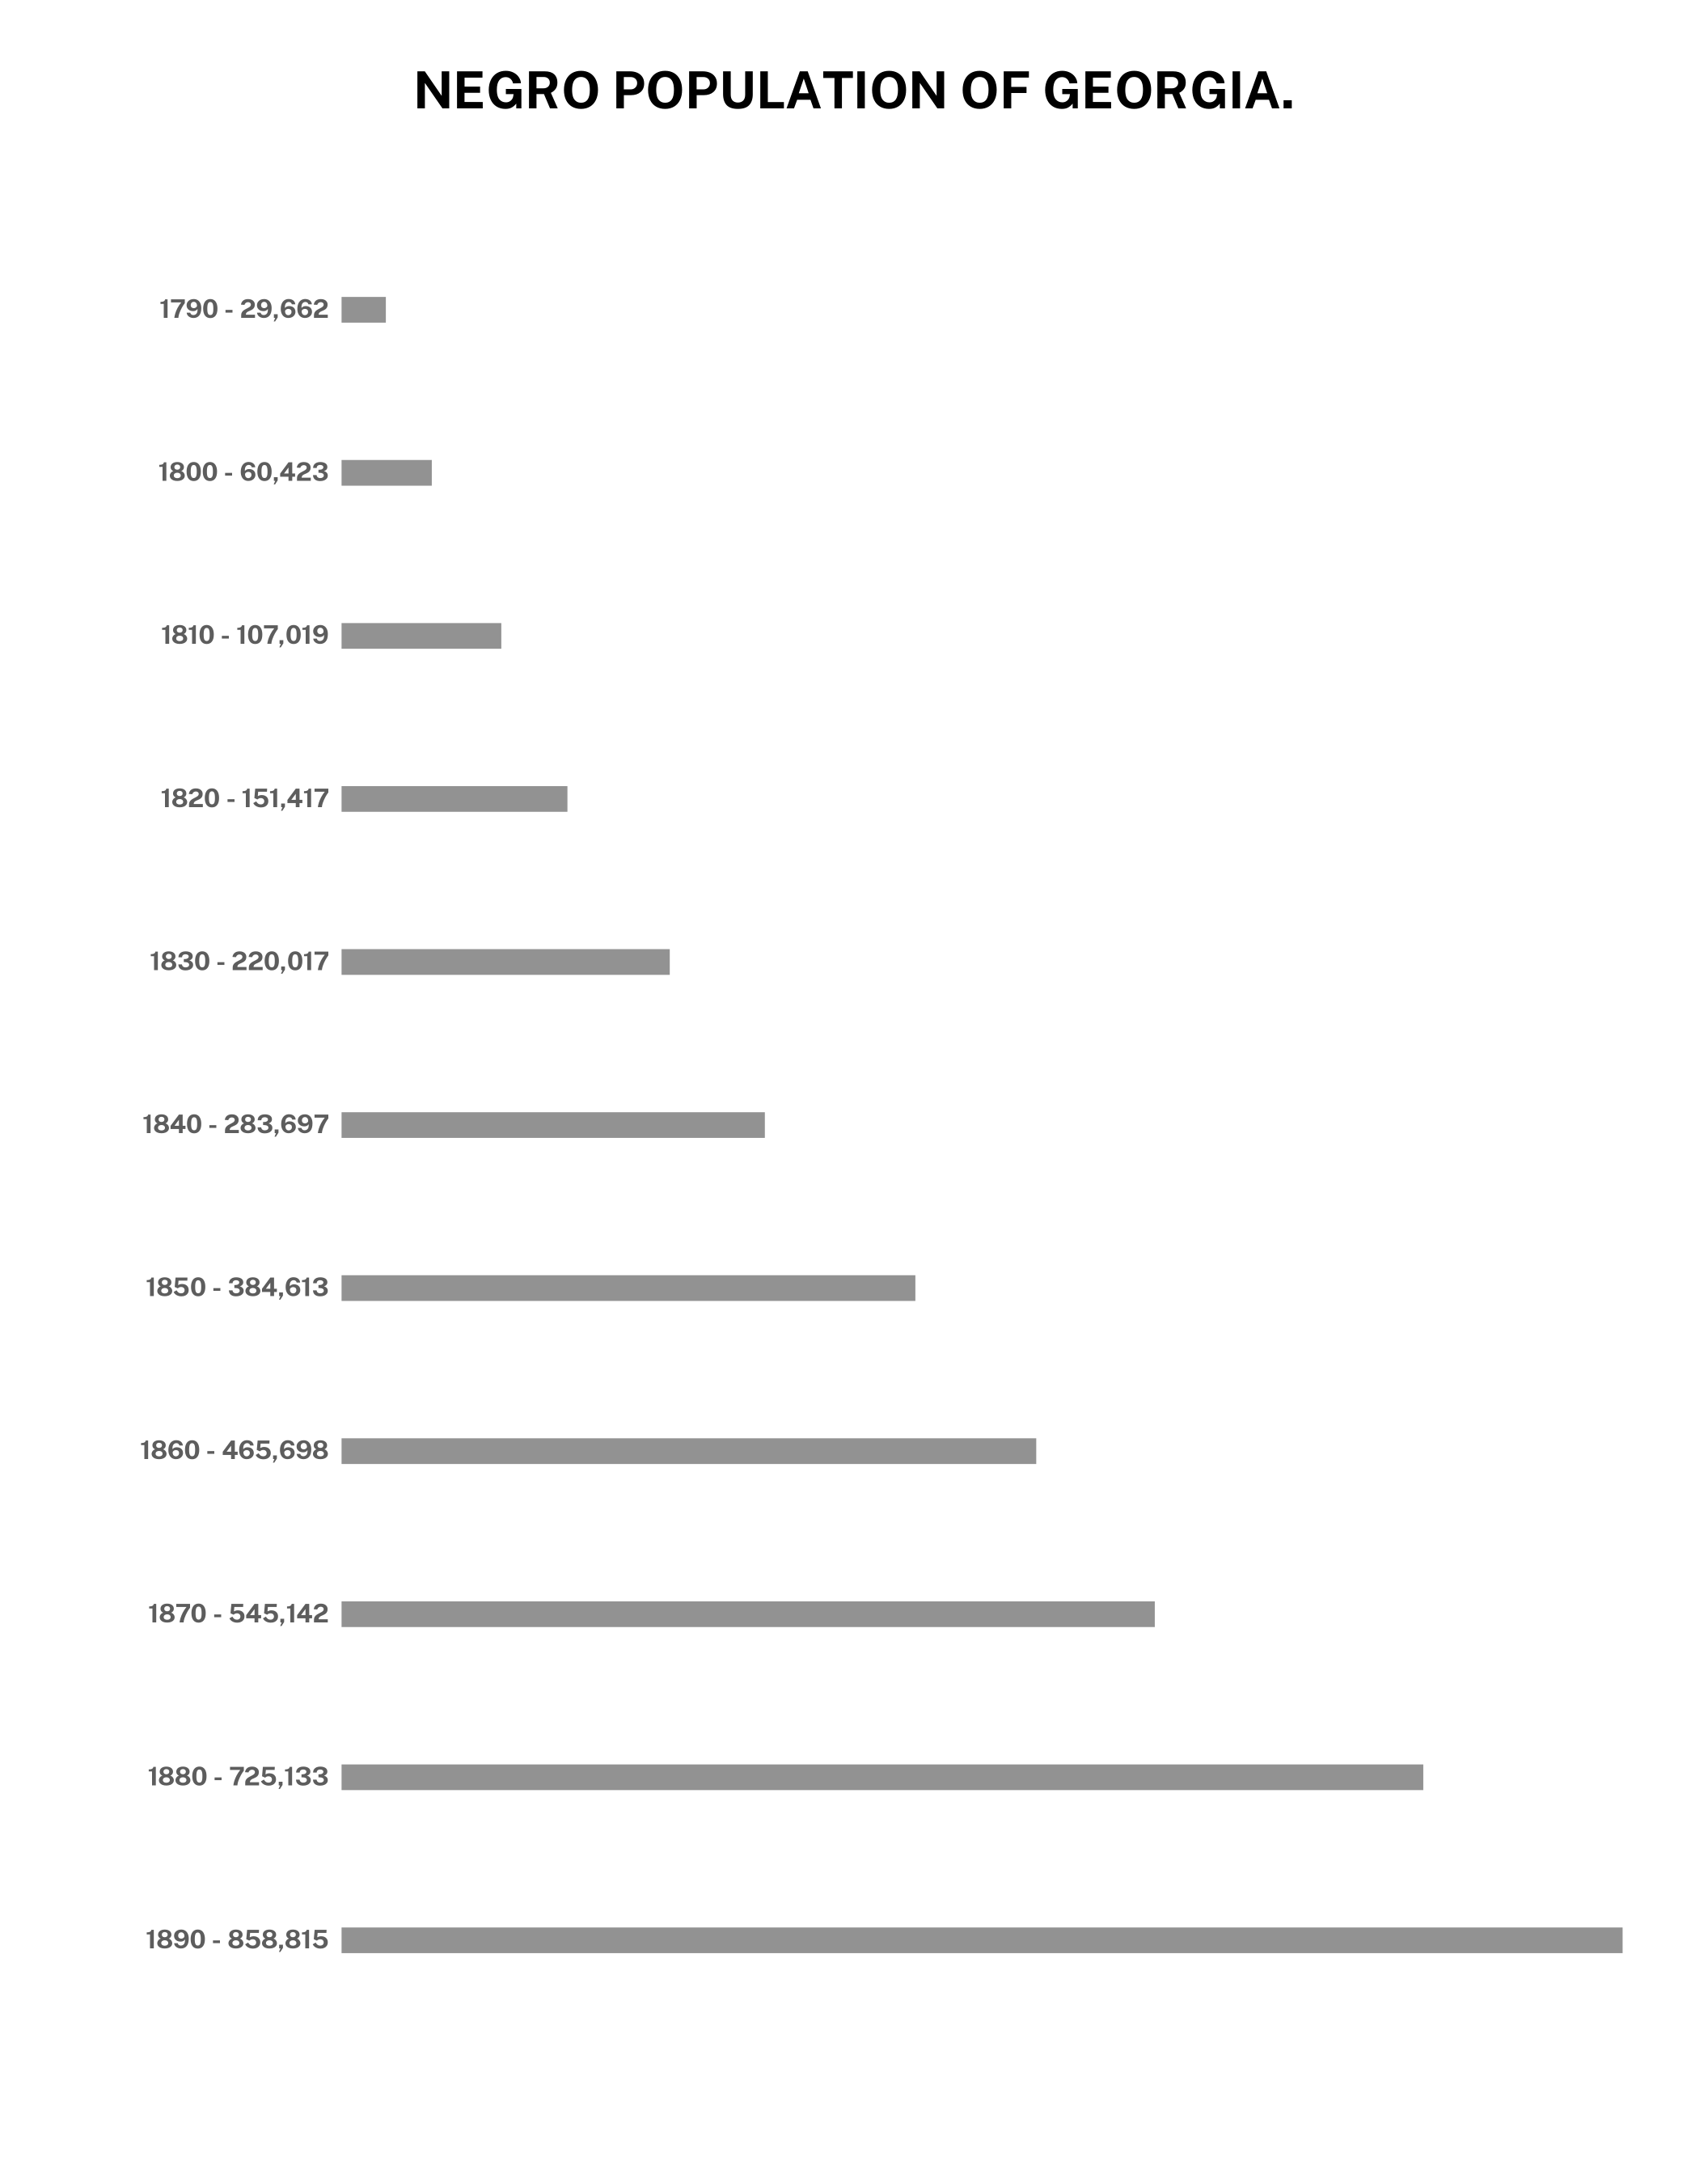 NEGRO POPULATION OF GEORGIA.
1790 - 29,662
1800 - 60,423
1810 - 107,019
1820 - 151,417
1830 - 220,017
1840 - 283,697
1850 - 384,613
1860 - 465,698
1870 - 545,142
1880 - 725,133
1890 - 858,815